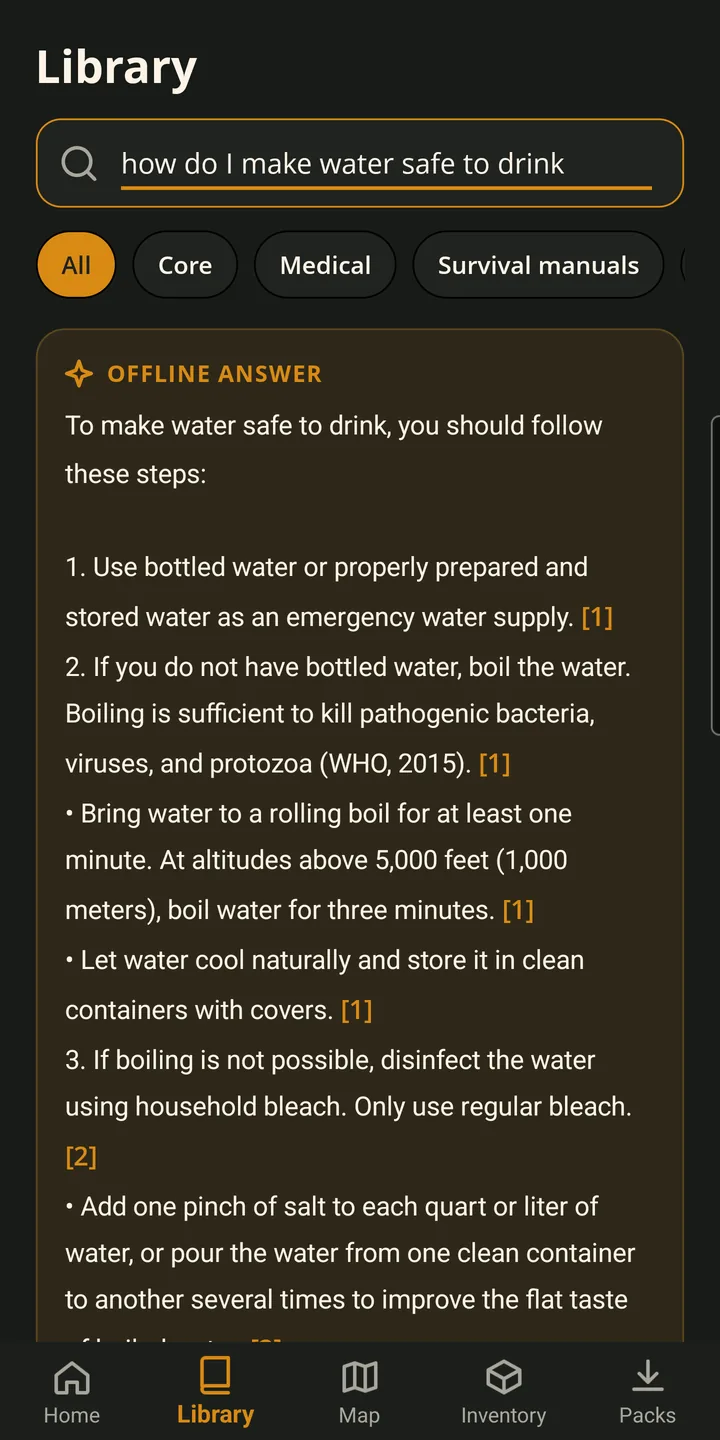 Library
how do I make water safe to drink
All
Core
Medical
Survival manuals
OFFLINE ANSWER
To make water safe to drink, you should follow
these steps:
1. Use bottled water or properly prepared and
stored water as an emergency water supply. [1]
2. If you do not have bottled water, boil the water.
Boiling is sufficient to kill pathogenic bacteria,
viruses, and protozoa (WHO, 2015). [1]
• Bring water to a rolling boil for at least one
minute. At altitudes above 5,000 feet (1,000
meters), boil water for three minutes. [1]
• Let water cool naturally and store it in clean
containers with covers. [1]
3. If boiling is not possible, disinfect the water
using household bleach. Only use regular bleach.
[2]
• Add one pinch of salt to each quart or liter of
water, or pour the water from one clean container
to another several times to improve the flat taste
Home
Library
Map
Inventory
Packs